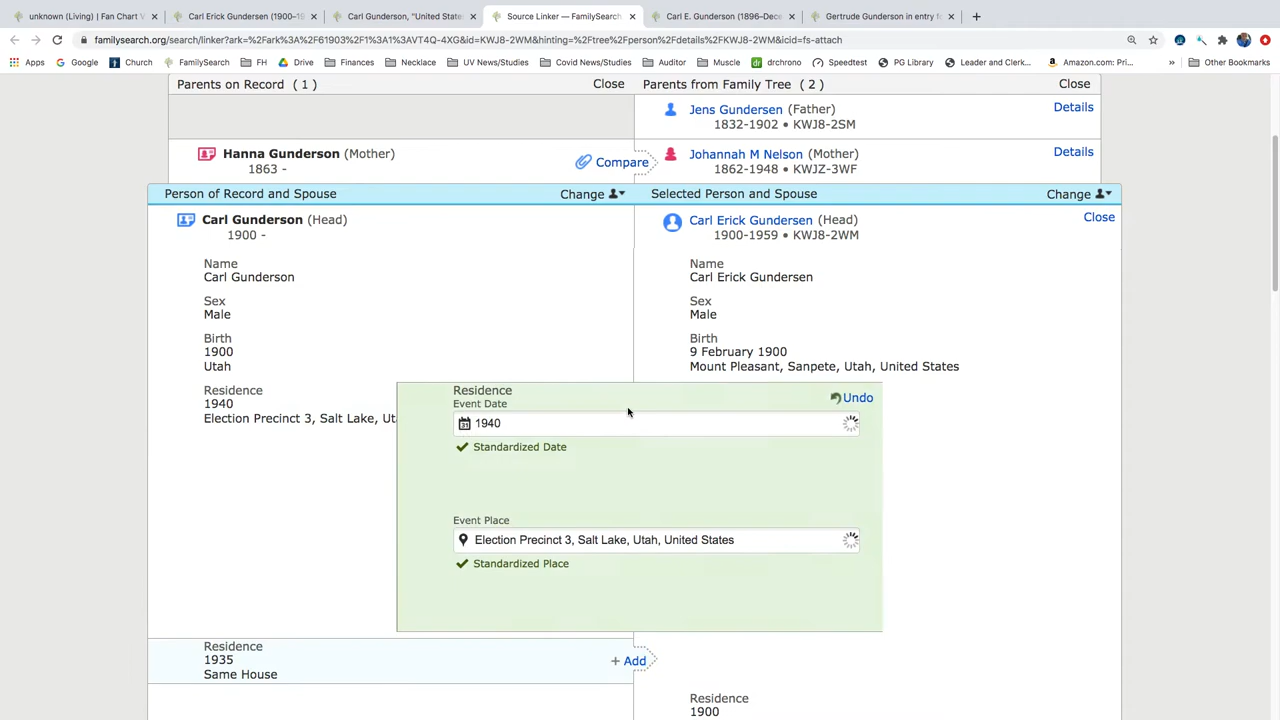 unknown (Living) | Fan Chart V
Carl Erick Gundersen (1900–19
Carl Gunderson, "United State
Source Linker — FamilySearch
Carl E. Gunderson (1896–Dece
Gertrude Gunderson in entry f
familysearch.org/search/linker?ark=%2Fark%3A%2F61903%2F1%3A1%3AVT4Q-4XG&id=KWJ8-2WM&hinting=%2Ftree%2Fperson%2Fdetails%2FKWJ8-2WM&icid=fs-attach
Apps Google Church FamilySearch FH Drive Finances Necklace UV News/Studies Covid News/Studies Auditor Muscle drchrono Speedtest PG Library Leader and Clerk... Amazon.com: Pri... » Other Bookmarks
Parents on Record ( 1 ) Close Parents from Family Tree ( 2 ) Close
Jens Gundersen (Father) Details
1832-1902 • KWJ8-2SM
Hanna Gunderson (Mother) Compare Johannah M Nelson (Mother) Details
1863 - 1862-1948 • KWJZ-3WF
Person of Record and Spouse Change Selected Person and Spouse Change
Carl Gunderson (Head) Carl Erick Gundersen (Head) Close
1900 - 1900-1959 • KWJ8-2WM
Name Name
Carl Gunderson Carl Erick Gundersen
Sex Sex
Male Male
Birth Birth
1900 9 February 1900
Utah Mount Pleasant, Sanpete, Utah, United States
Residence
1940
Election Precinct 3, Salt Lake, Ut
Residence Undo
Event Date
31 1940
Standardized Date
Event Place
Election Precinct 3, Salt Lake, Utah, United States
Standardized Place
Residence
1935 + Add
Same House
Residence
1900